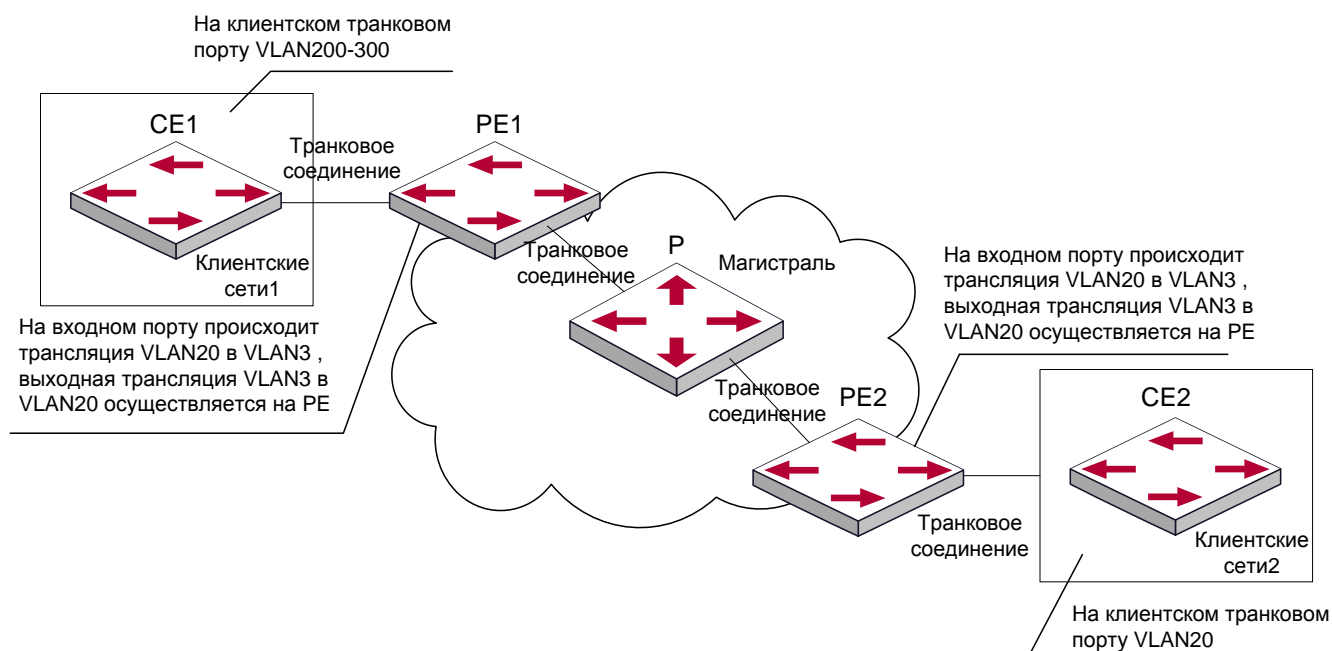 На клиентском транковом
порту VLAN200-300
CE1
PE1
Транковое
соединение
Клиентские
сети1
На входном порту происходит
трансляция VLAN20 в VLAN3 ,
выходная трансляция VLAN3 в
VLAN20 осуществляется на PE
Транковое
соединение
P
Магистраль
На входном порту происходит
трансляция VLAN20 в VLAN3 ,
выходная трансляция VLAN3 в
VLAN20 осуществляется на PE
Транковое
соединение
PE2
CE2
Транковое
соединение
Клиентские
сети2
На клиентском транковом
порту VLAN20